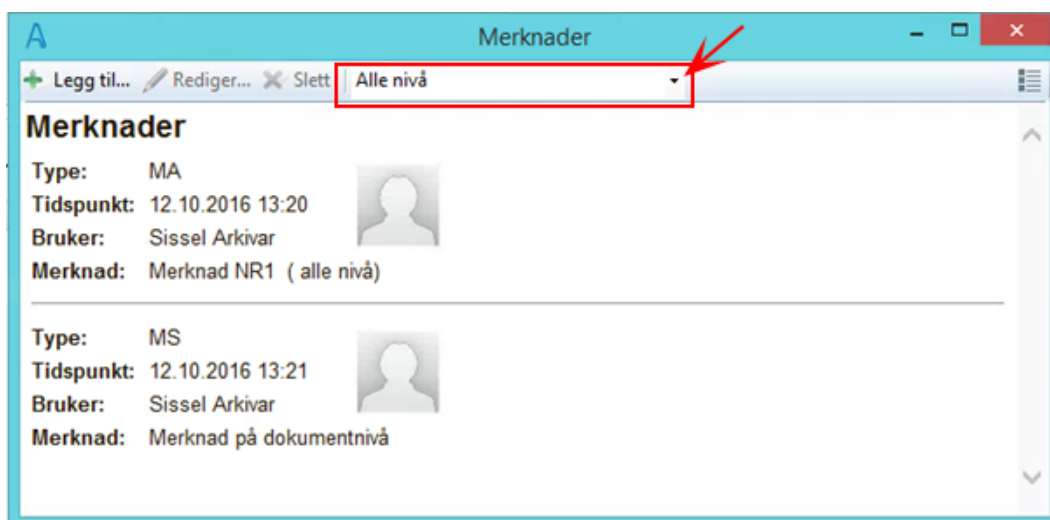 A
Merknader
Legg til... Rediger... Slett Alle nivå
Merknader
Type: MA
Tidspunkt: 12.10.2016 13:20
Bruker: Sissel Arkivar
Merknad: Merknad NR1 ( alle nivå)
Type: MS
Tidspunkt: 12.10.2016 13:21
Bruker: Sissel Arkivar
Merknad: Merknad på dokumentnivå